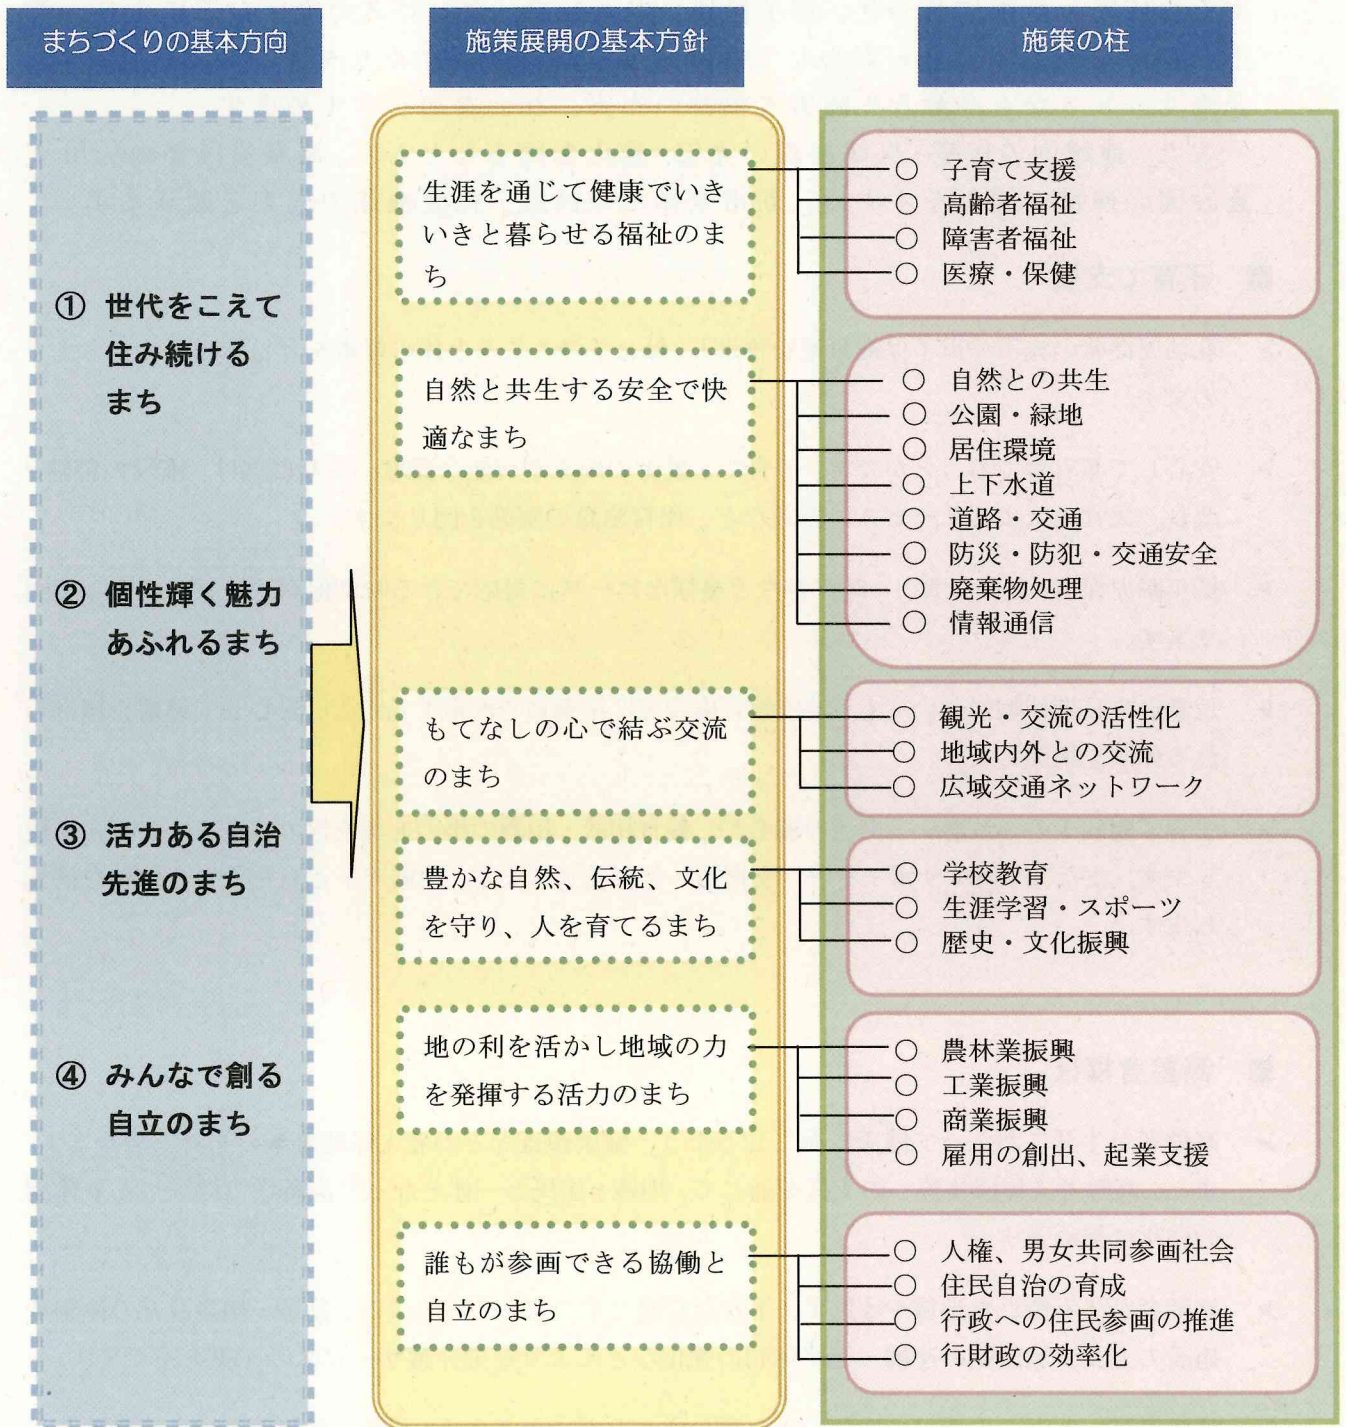 まちづくりの基本方向
施策展開の基本方針
施策の柱
① 世代をこえて
住み続ける
まち
② 個性輝く魅力
あふれるまち
③ 活力ある自治
先進のまち
④ みんなで創る
自立のまち
生涯を通じて健康でいき
いきと暮らせる福祉のま
ち
○ 子育て支援
○ 高齢者福祉
○ 障害者福祉
○ 医療・保健
自然と共生する安全で快
適なまち
○ 自然との共生
○ 公園・緑地
○ 居住環境
○ 上下水道
○ 道路・交通
○ 防災・防犯・交通安全
○ 廃棄物処理
○ 情報通信
もてなしの心で結ぶ交流
のまち
○ 観光・交流の活性化
○ 地域内外との交流
○ 広域交通ネットワーク
豊かな自然、伝統、文化
を守り、人を育てるまち
○ 学校教育
○ 生涯学習・スポーツ
○ 歴史・文化振興
地の利を活かし地域の力
を発揮する活力のまち
○ 農林業振興
○ 工業振興
○ 商業振興
○ 雇用の創出、起業支援
誰もが参画できる協働と
自立のまち
○ 人権、男女共同参画社会
○ 住民自治の育成
○ 行政への住民参画の推進
○ 行財政の効率化